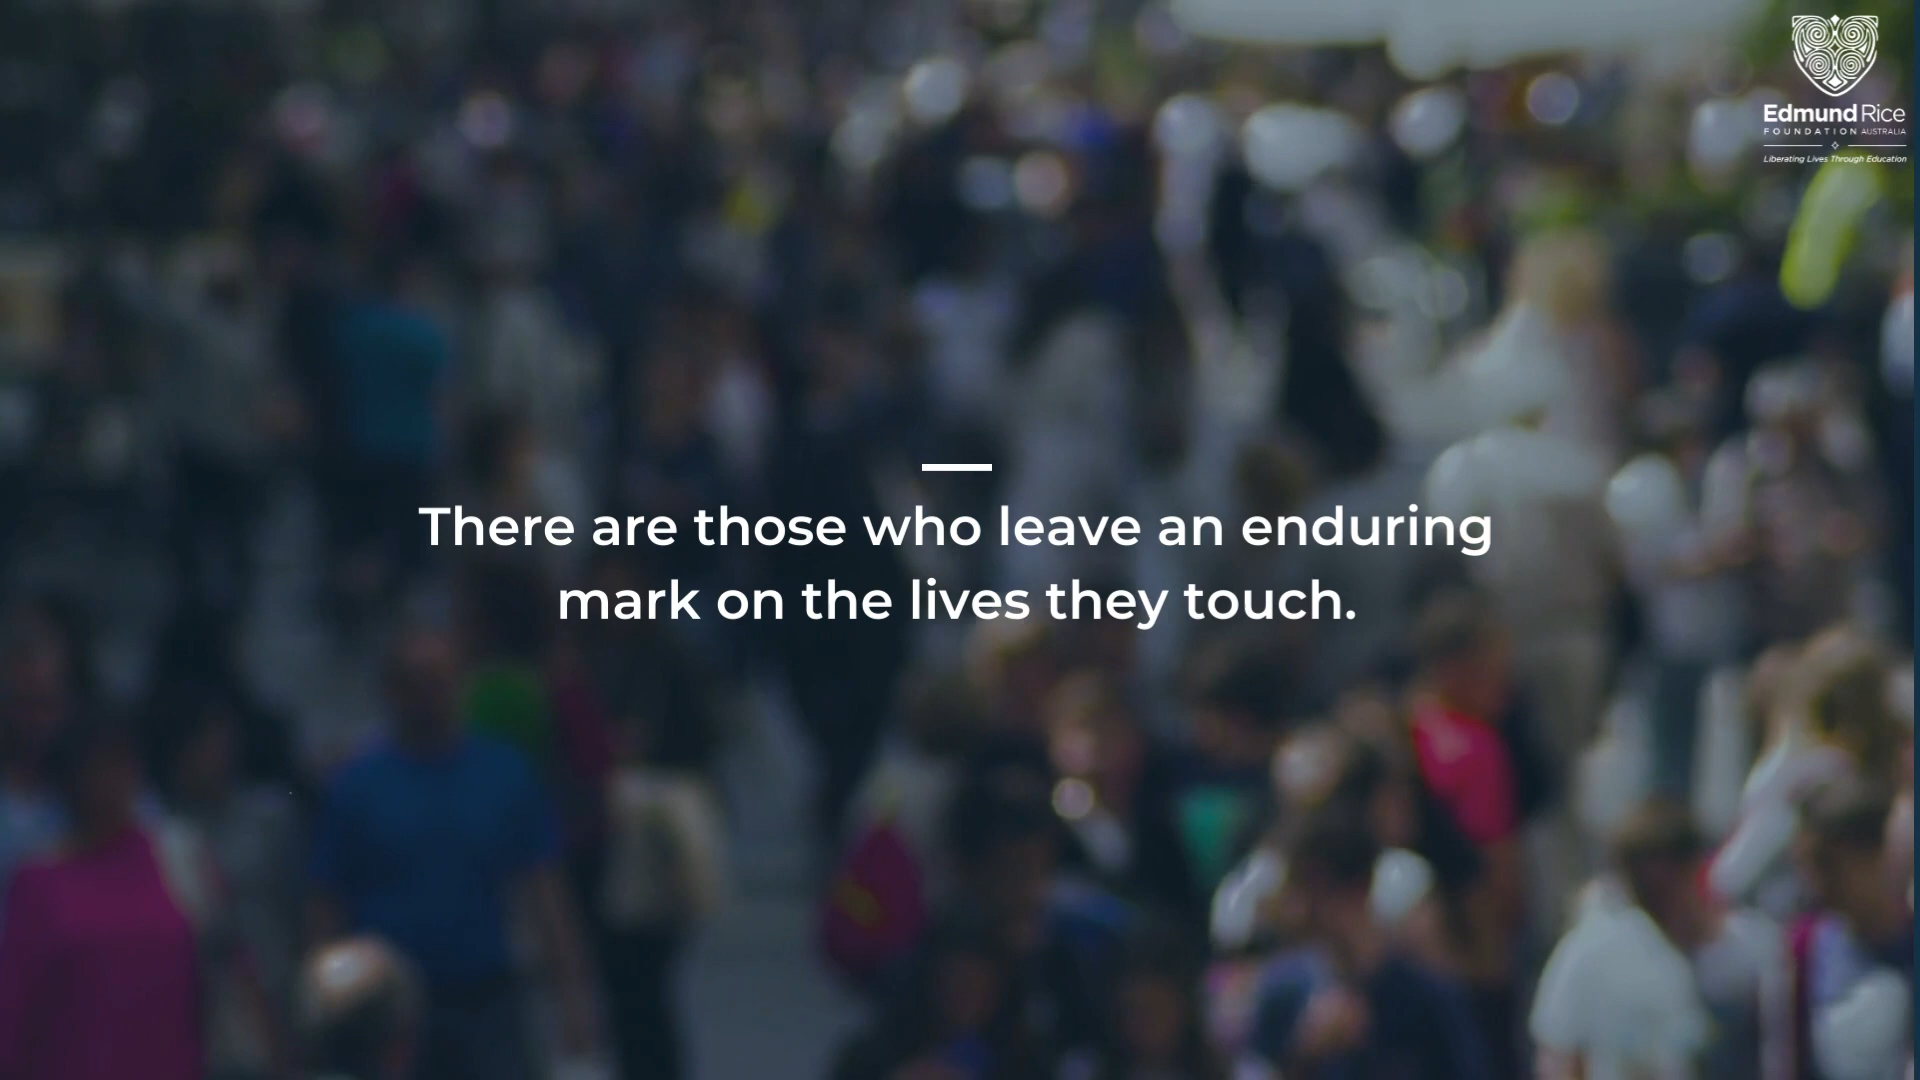 Edmund Rice
FOUNDATION AUSTRALIA
Liberating Lives Through Education
There are those who leave an enduring
mark on the lives they touch.